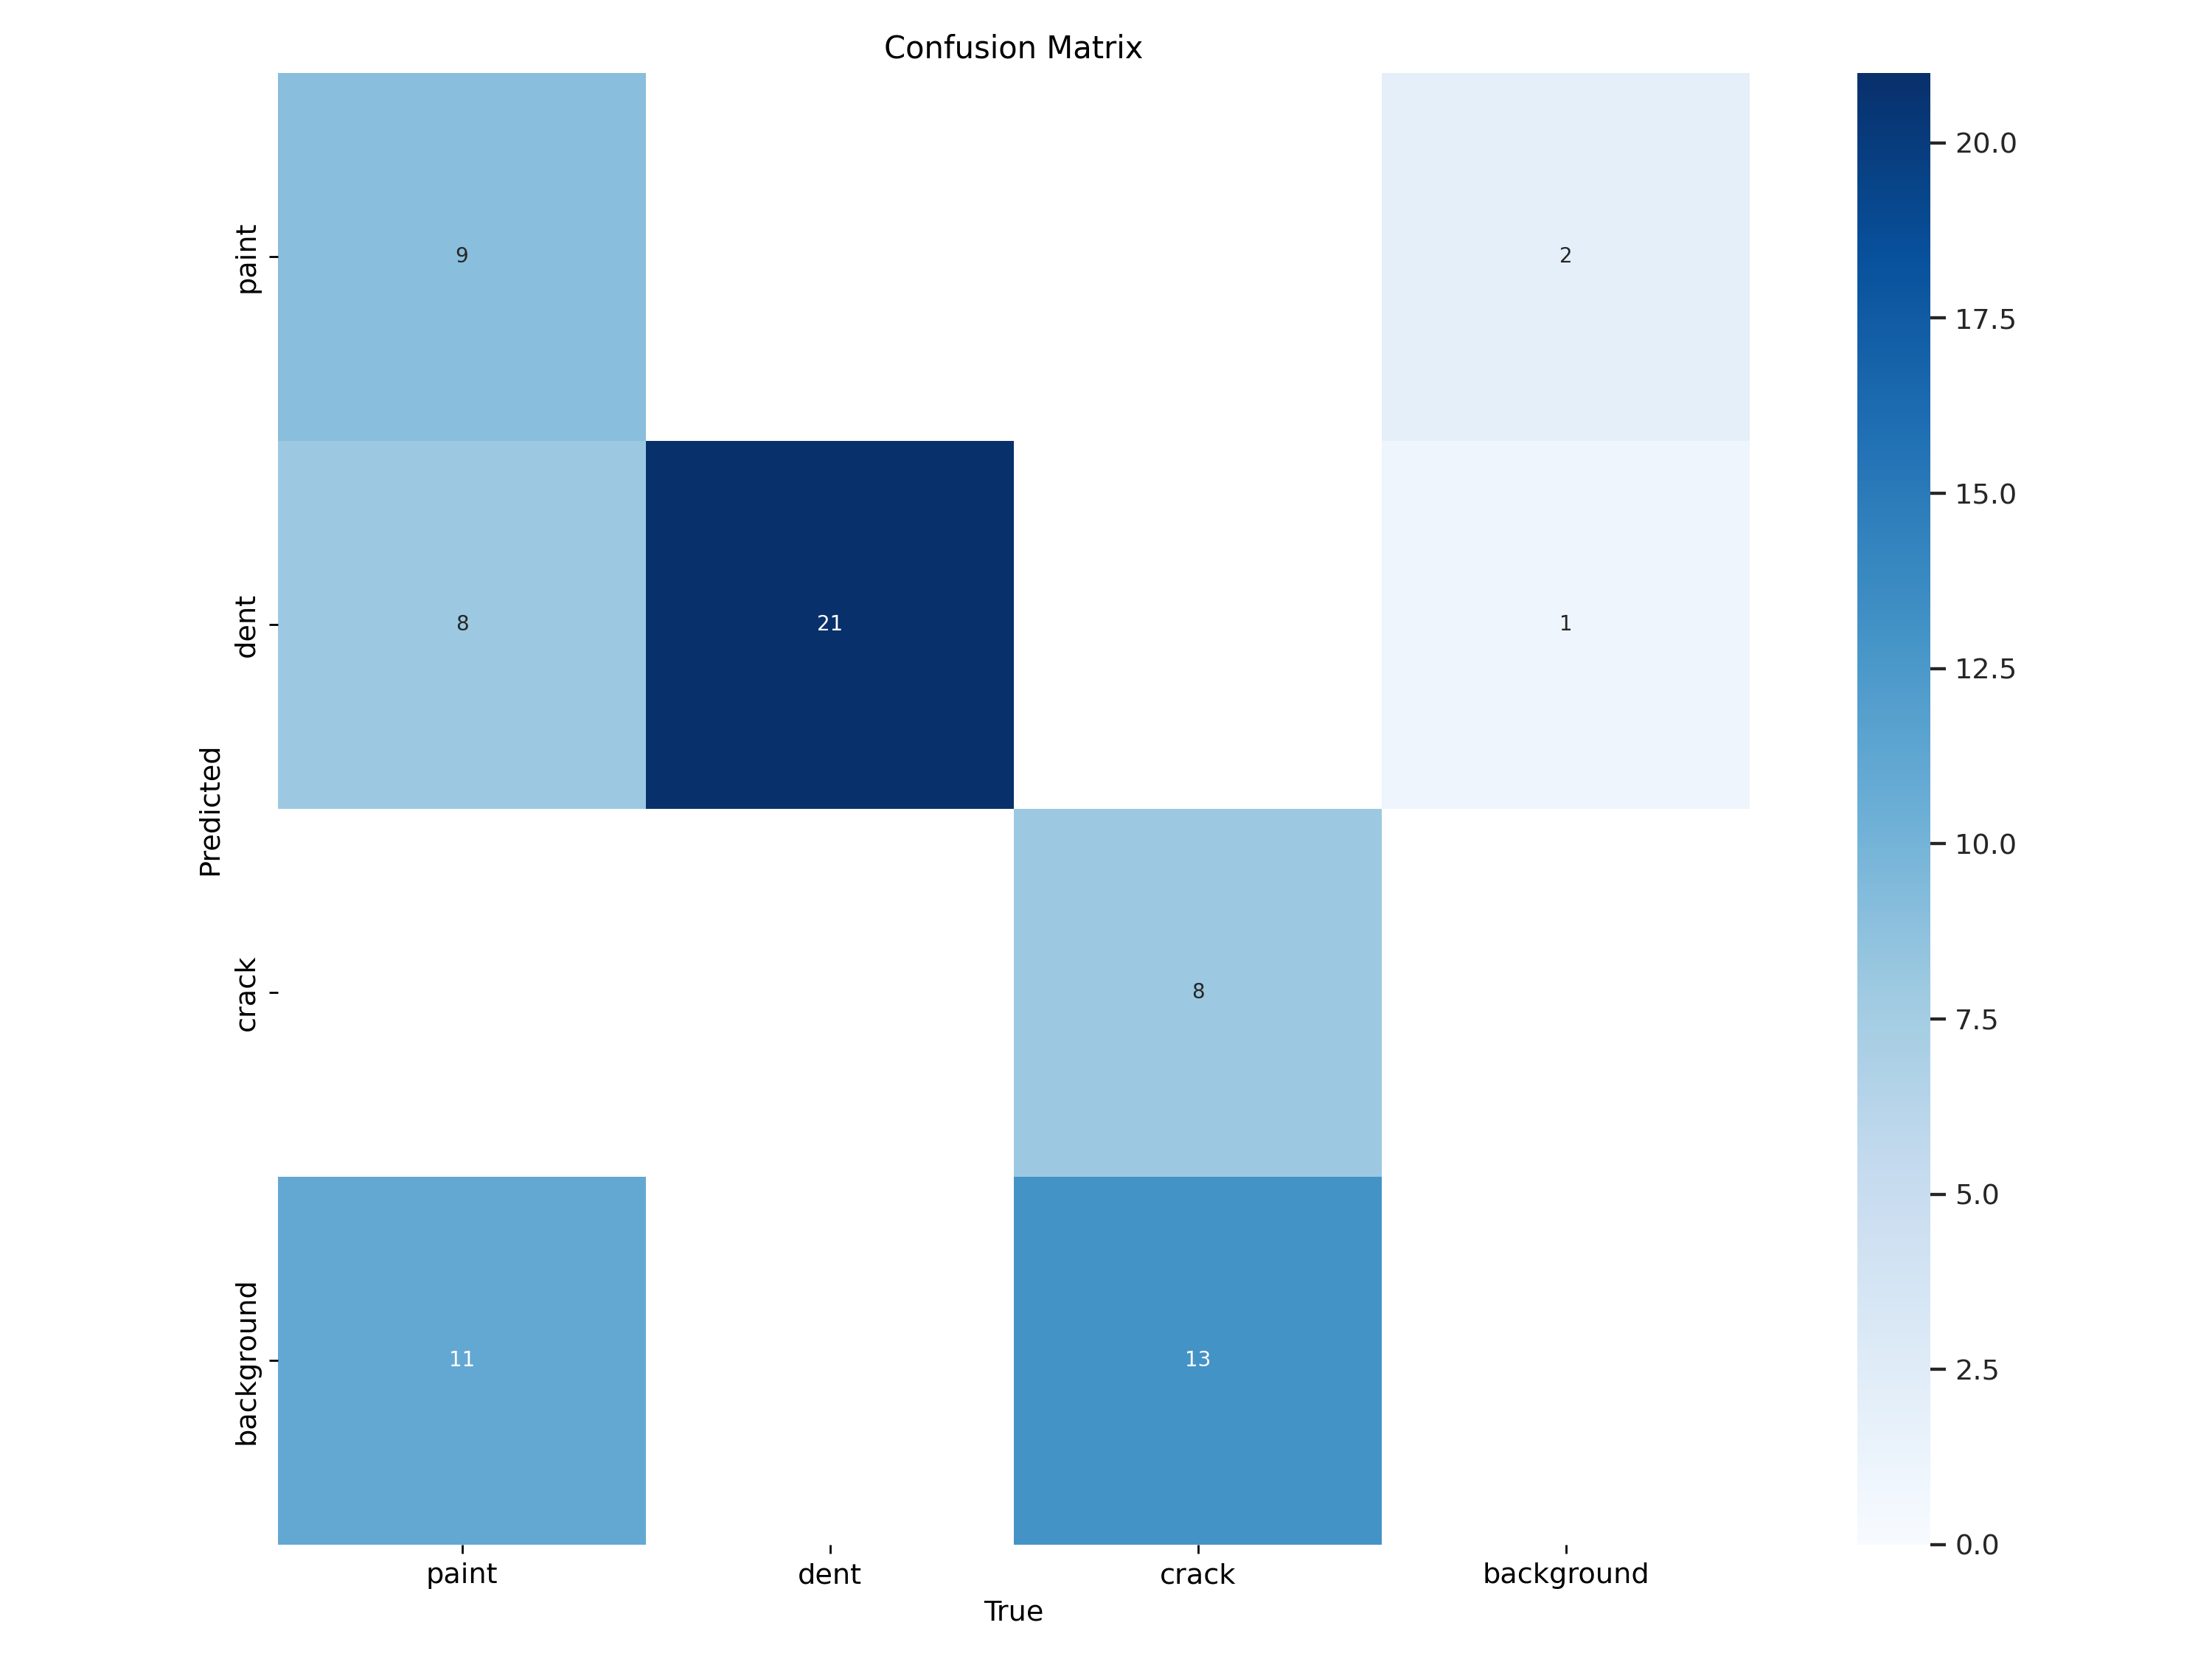 Confusion Matrix
paint
9
2
20.0
17.5
dent
8
21
1
15.0
12.5
Predicted
10.0
crack
8
7.5
5.0
background
11
13
2.5
0.0
paint
dent
crack
background
True